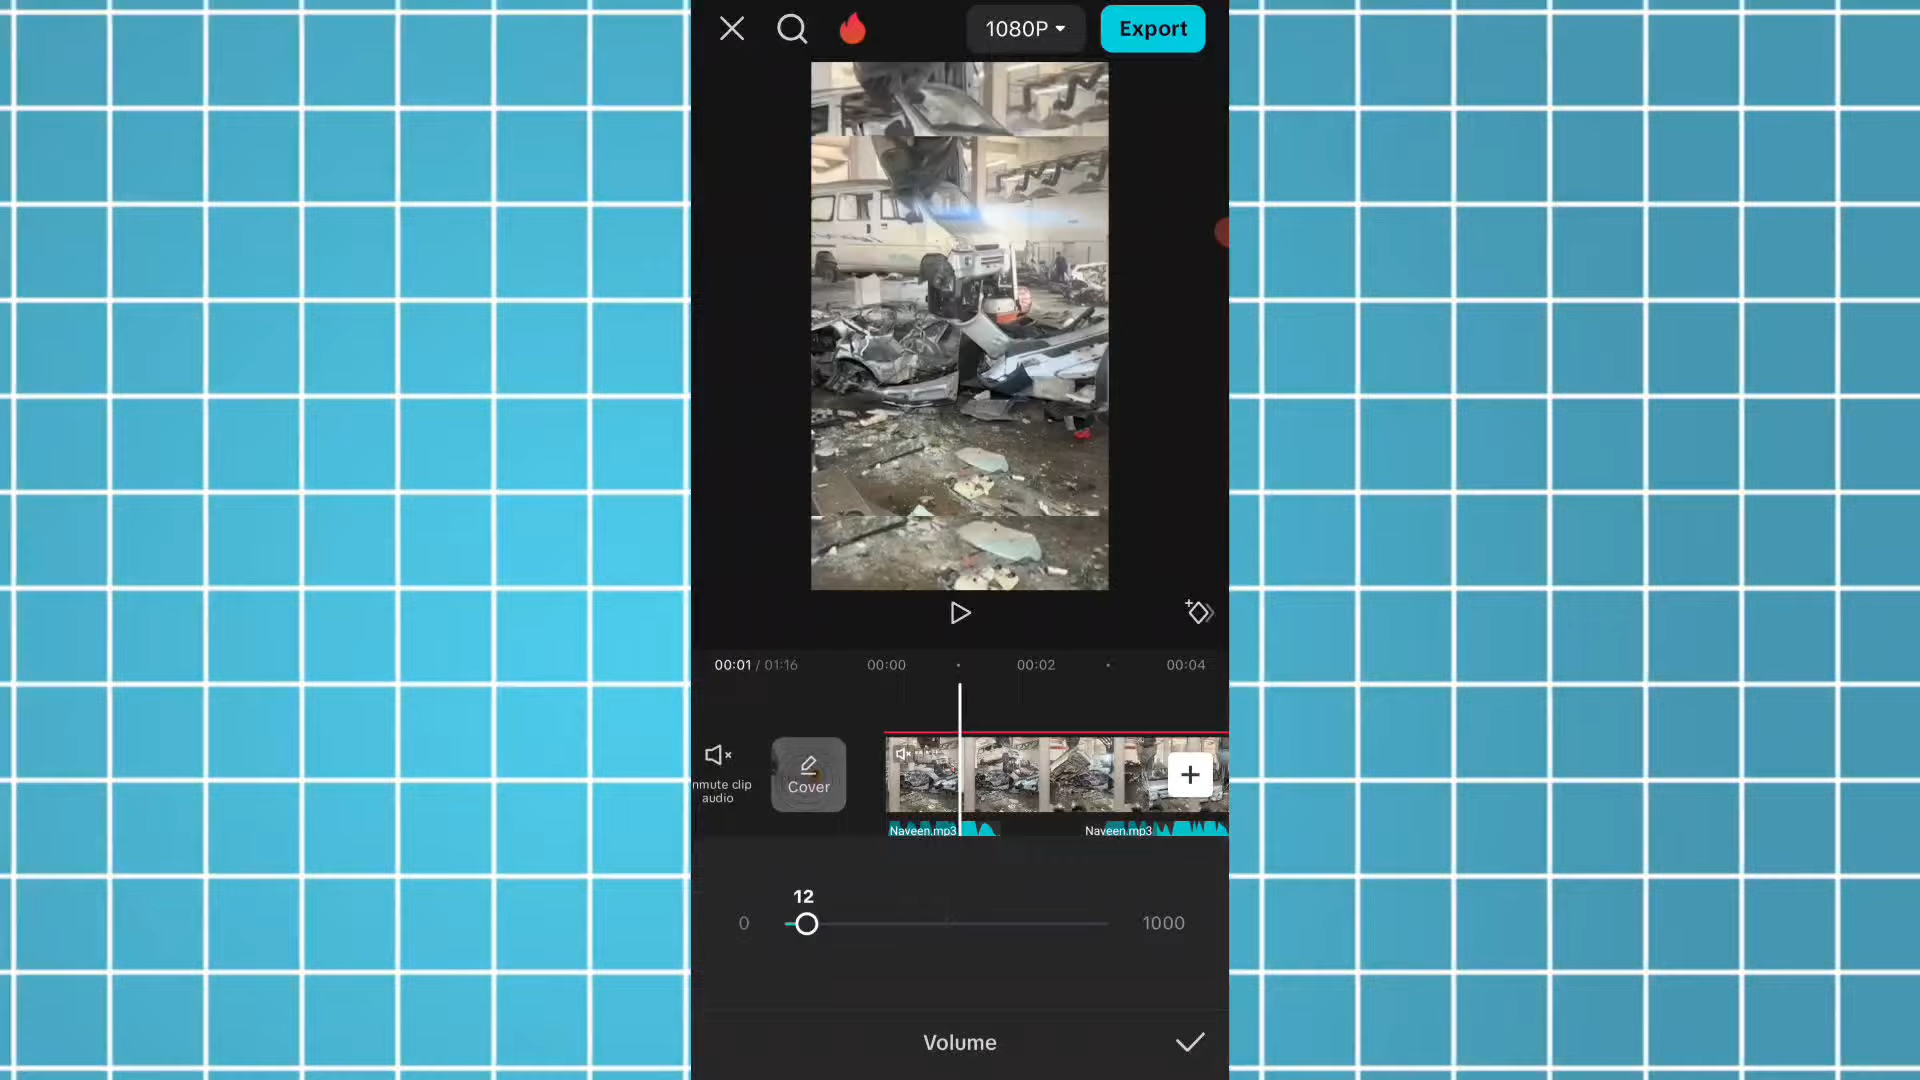 1080P
Export
00:01 / 01:16
00:00
00:02
00:04
nmute clip
audio
Cover
Naveen.mp3
Naveen.mp3
12
0
1000
Volume